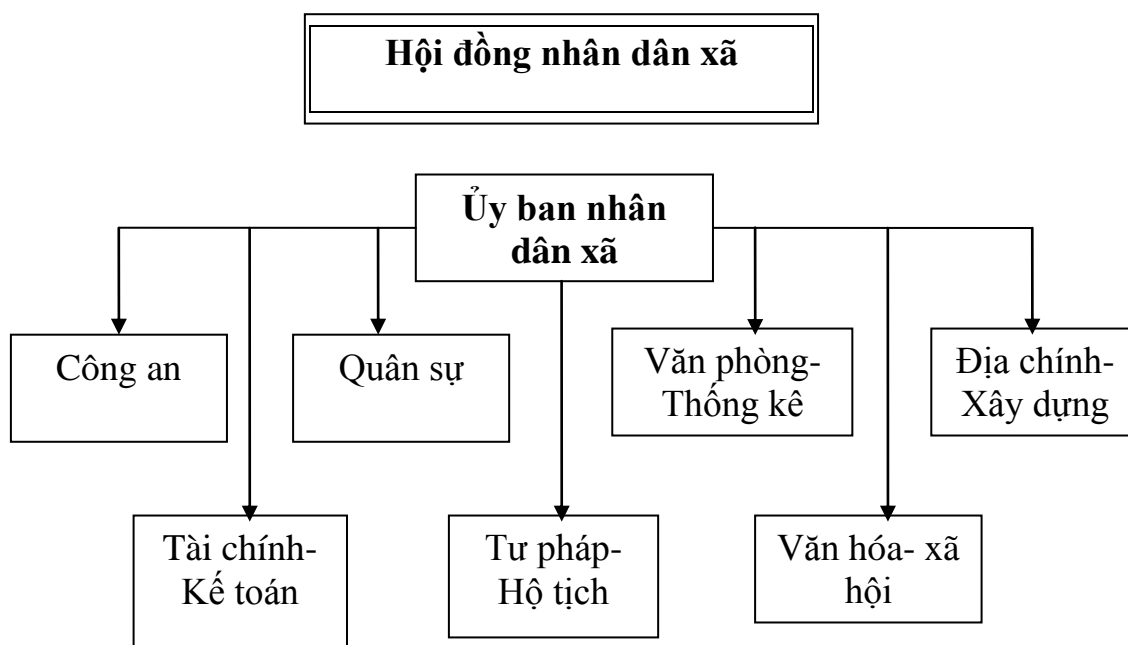 Hội đồng nhân dân xã
Ủy ban nhân
dân xã
Công an
Quân sự
Văn phòng-
Thống kê
Địa chính-
Xây dựng
Tài chính-
Kế toán
Tư pháp-
Hộ tịch
Văn hóa- xã
hội